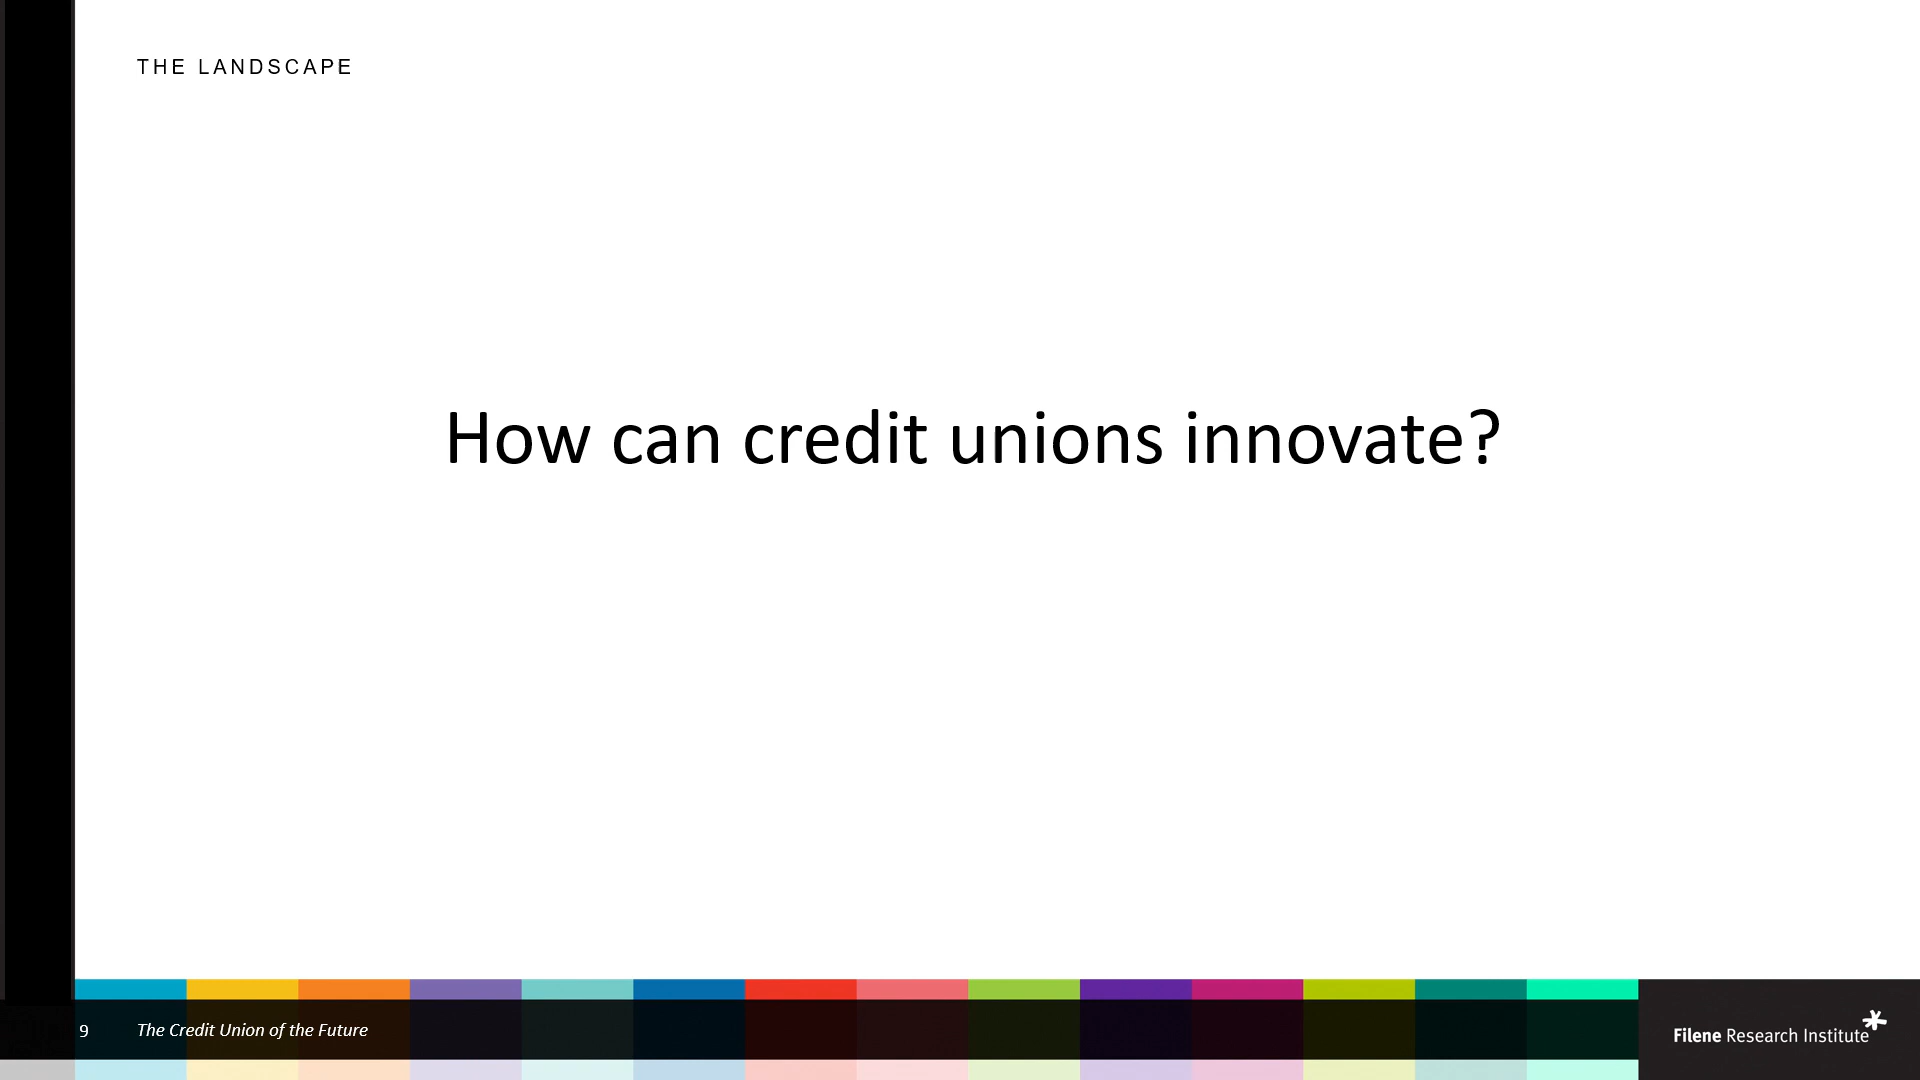 THE LANDSCAPE
How can credit unions innovate?
9
The Credit Union of the Future
Filene Research Institute